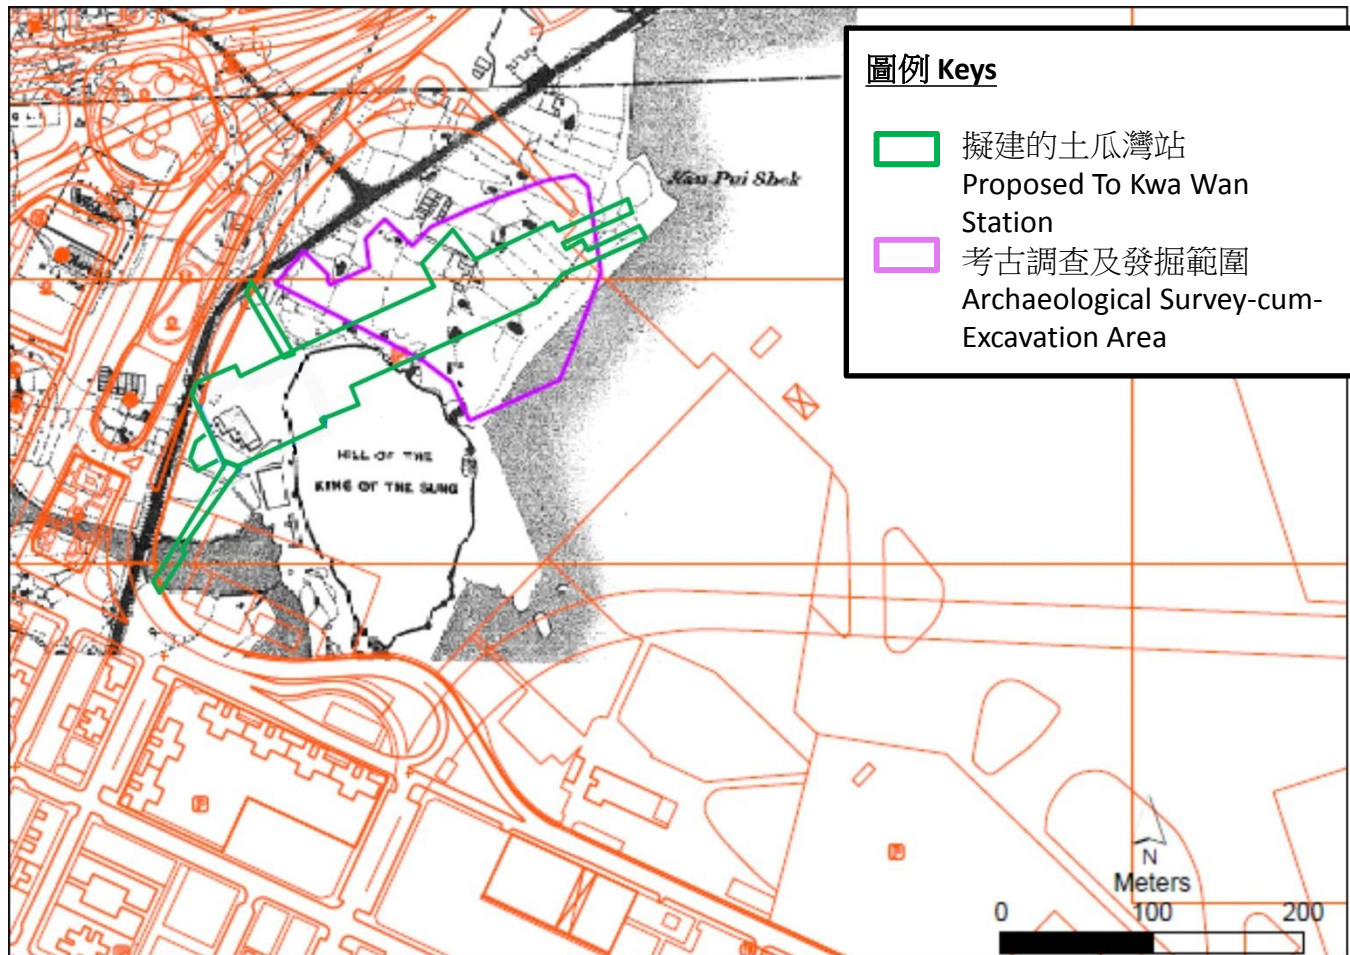 圖例 Keys
擬建的土瓜灣站
Proposed To Kwa Wan
Station
考古調查及發掘範圍
Archaeological Survey-cum-
Excavation Area
Kau Pui Shek
HILL OF THE
KING OF THE SUNG
N
Meters
0 100 200